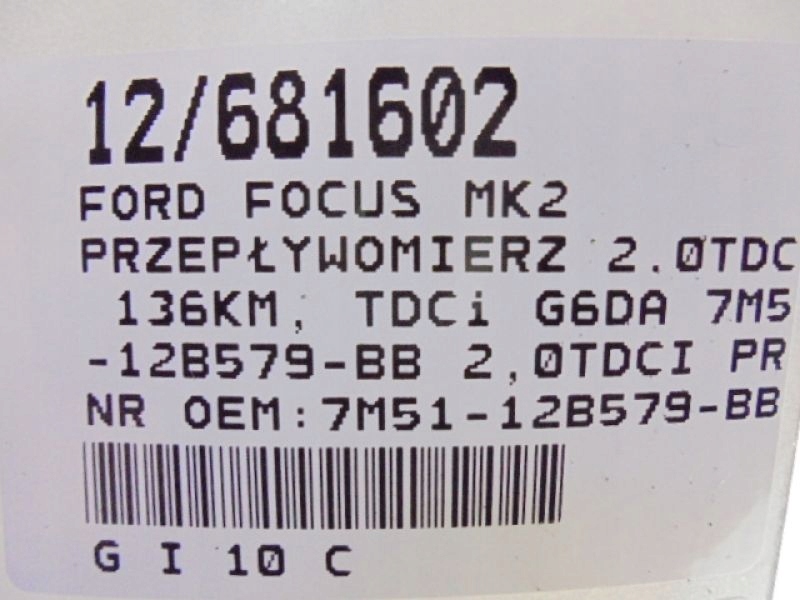 12/681602
FORD FOCUS MK2
PRZEPŁYWOMIERZ 2.0TDC
136KM, TDCi G6DA 7M5
-12B579-BB 2,0TDCI PR
NR OEM:7M51-12B579-BB
G I 10 C